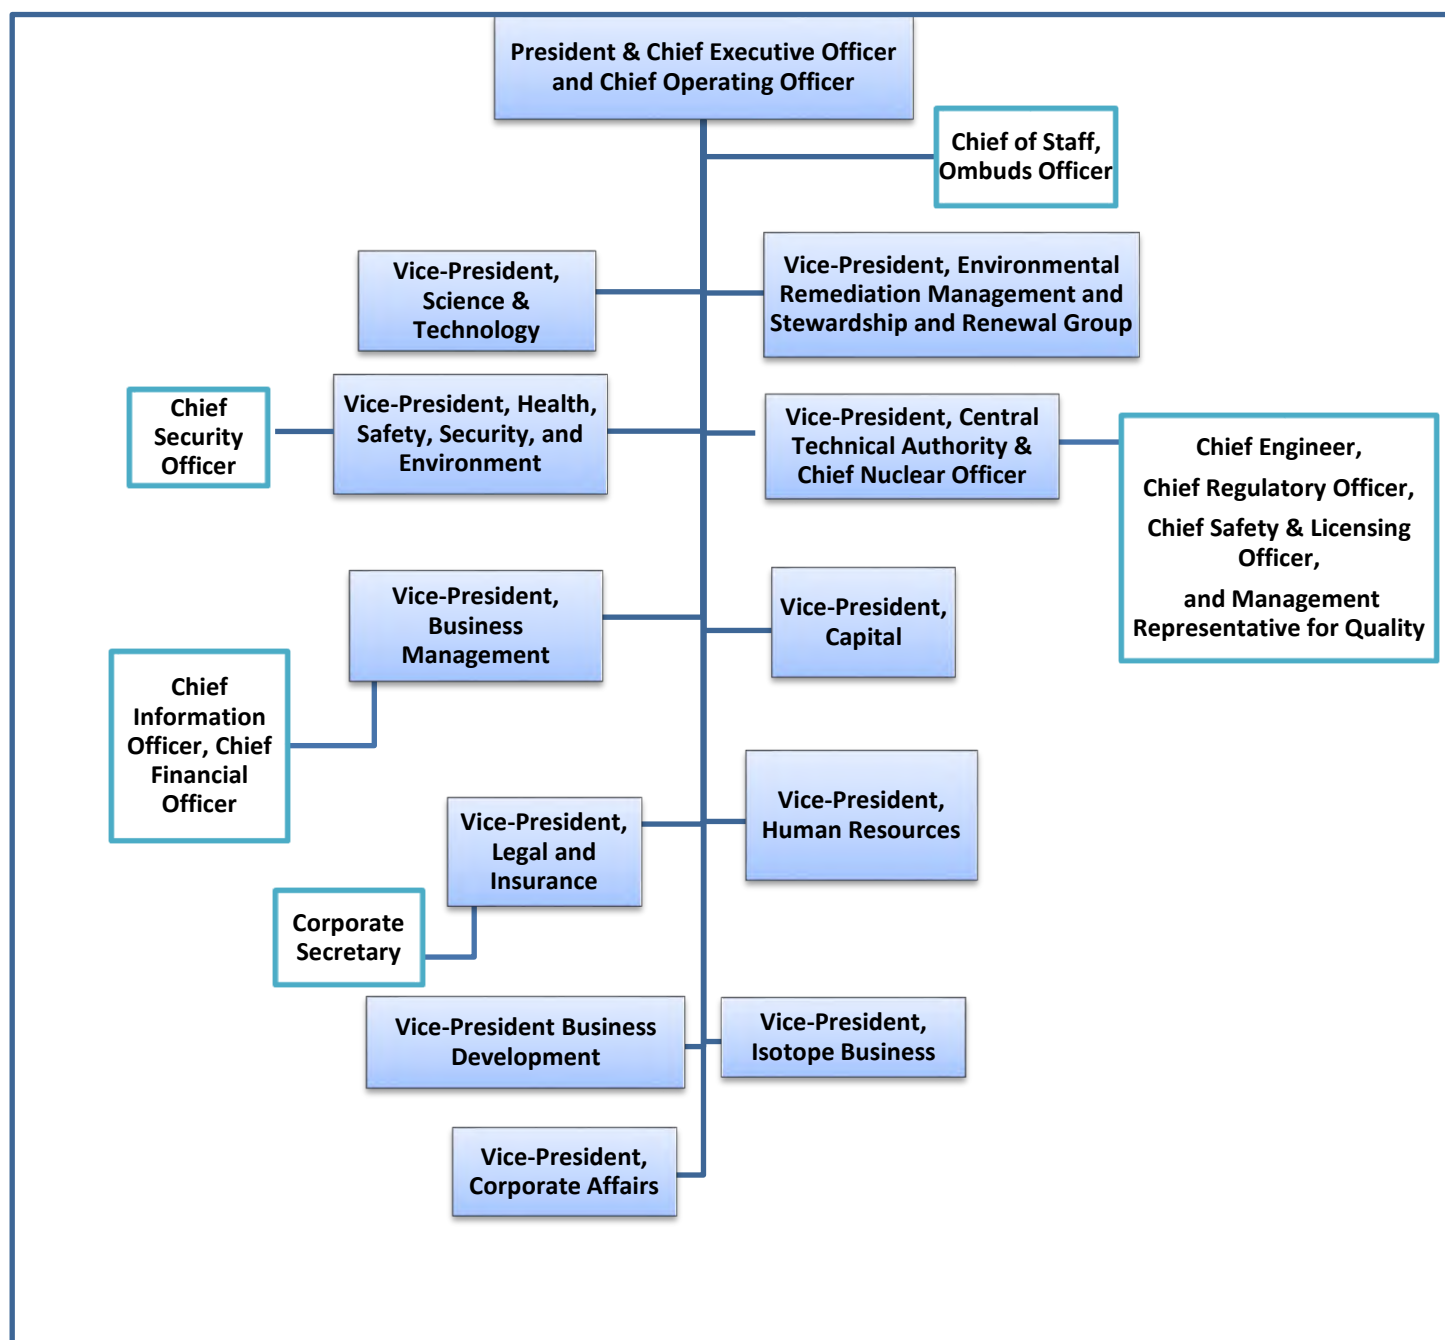 President & Chief Executive Officer
and Chief Operating Officer
Chief of Staff,
Ombuds Officer
Vice-President,
Science &
Technology
Vice-President, Environmental
Remediation Management and
Stewardship and Renewal Group
Chief
Security
Officer
Vice-President, Health,
Safety, Security, and
Environment
Vice-President, Central
Technical Authority &
Chief Nuclear Officer
Chief Engineer,
Chief Regulatory Officer,
Chief Safety & Licensing
Officer,
and Management
Representative for Quality
Vice-President,
Business
Management
Vice-President,
Capital
Chief
Information
Officer, Chief
Financial
Officer
Vice-President,
Human Resources
Vice-President,
Legal and
Insurance
Corporate
Secretary
Vice-President Business
Development
Vice-President,
Isotope Business
Vice-President,
Corporate Affairs